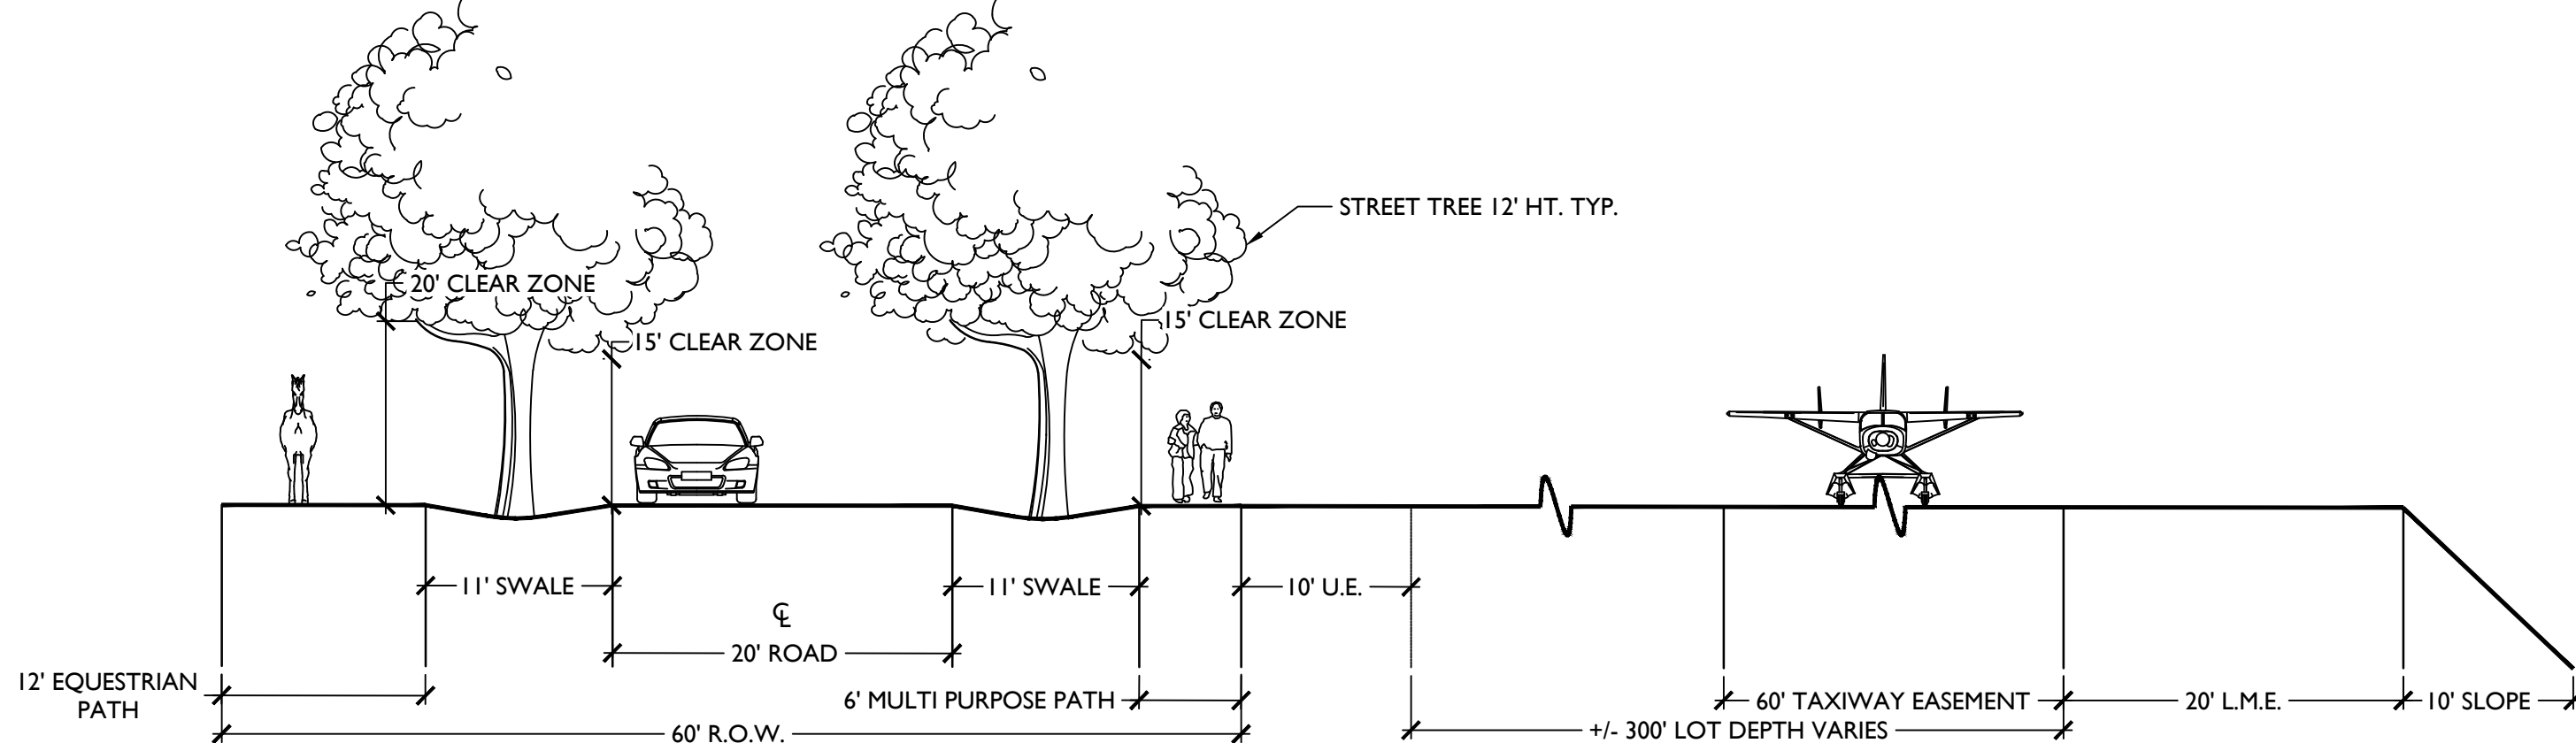 STREET TREE 12' HT. TYP.
20' CLEAR ZONE
15' CLEAR ZONE
15' CLEAR ZONE
11' SWALE
11' SWALE
10' U.E.
℄
20' ROAD
12' EQUESTRIAN
PATH
6' MULTI PURPOSE PATH
60' TAXIWAY EASEMENT
20' L.M.E.
10' SLOPE
60' R.O.W.
+/- 300' LOT DEPTH VARIES